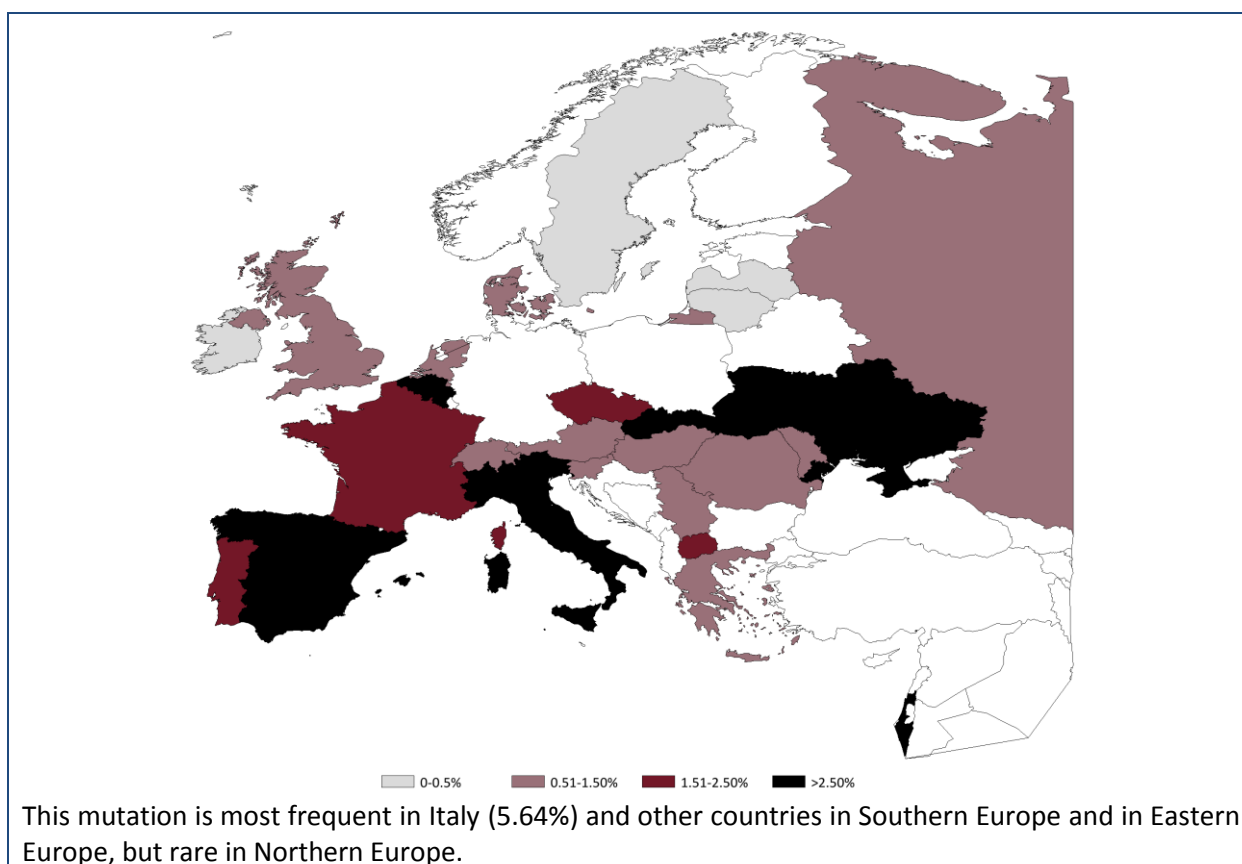 0-0.5% 0.51-1.50% 1.51-2.50% >2.50%
This mutation is most frequent in Italy (5.64%) and other countries in Southern Europe and in Eastern
Europe, but rare in Northern Europe.